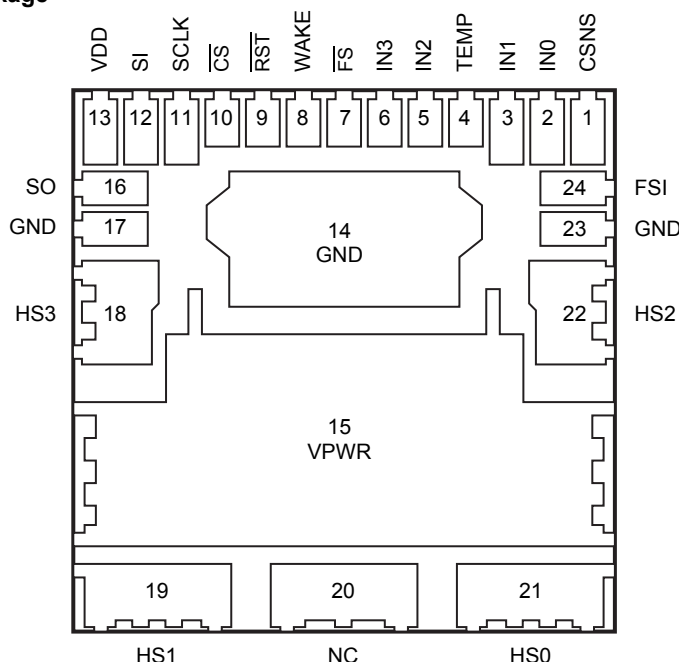 VDD SI SCLK CS RST WAKE FS IN3 IN2 TEMP IN1 IN0 CSNS
13 12 11 10 9 8 7 6 5 4 3 2 1
SO 16 24 FSI
GND 17 23 GND
14
GND
HS3 18 22 HS2
15
VPWR
19 20 21
HS1 NC HS0